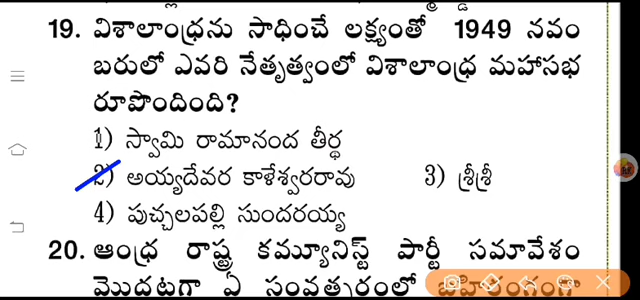 19. విశాలాంధ్రను సాధించే లక్ష్యంతో 1949 నవం
బరులో ఎవరి నేతృత్వంలో విశాలాంధ్ర మహాసభ
రూపొందింది?
1) స్వామి రామానంద తీర్థ
2) అయ్యదేవర కాళేశ్వరరావు 3) శ్రీశ్రీ
4) పుచ్చలపల్లి సుందరయ్య
20. ఆంధ్ర రాష్ట్ర కమ్యూనిస్ట్ పార్టీ సమావేశం
మొదటగా ఏ సంవత్సరంలో